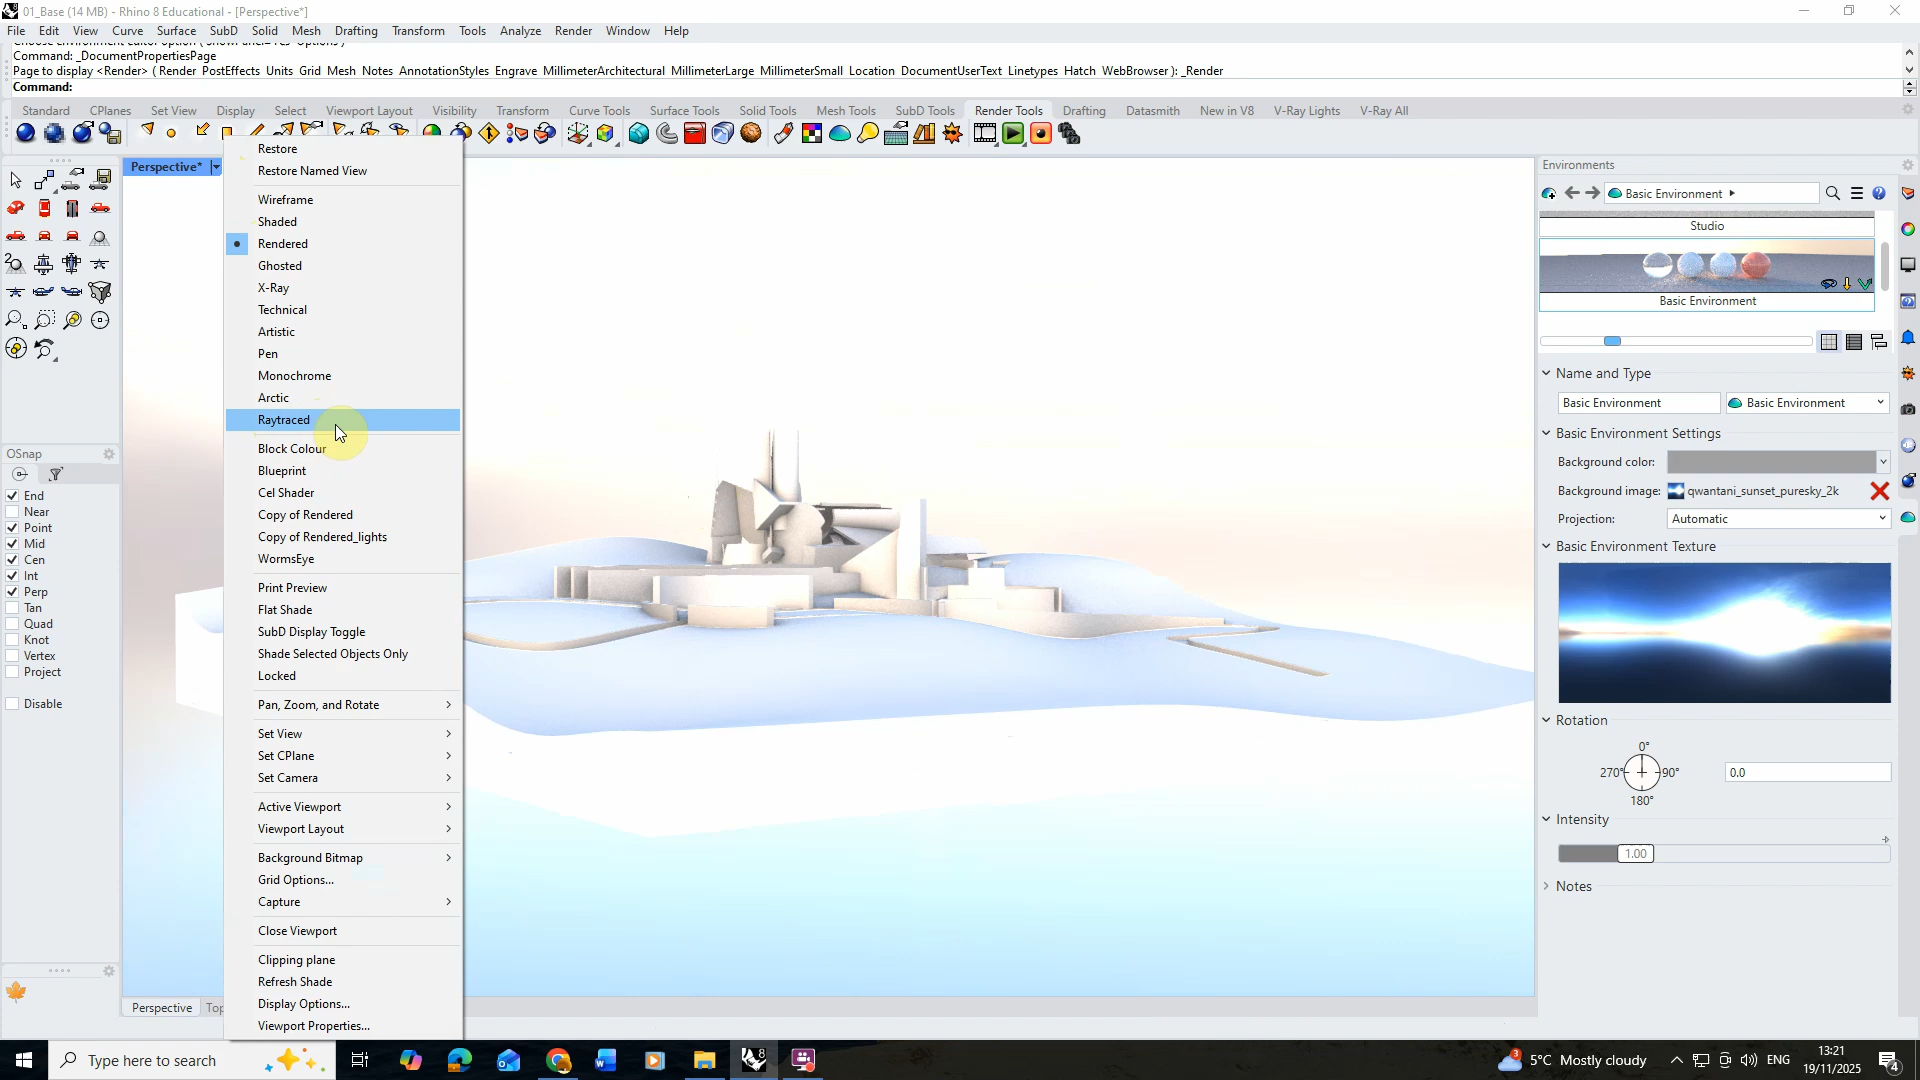 01_Base (14 MB) - Rhino 8 Educational - [Perspective*]
File Edit View Curve Surface SubD Solid Mesh Drafting Transform Tools Analyze Render Window Help
Command: _DocumentPropertiesPage
Page to display <Render> ( Render PostEffects Units Grid Mesh Notes AnnotationStyles Engrave MillimeterArchitectural MillimeterLarge MillimeterSmall Location DocumentUserText Linetypes Hatch WebBrowser ): _Render
Command:
Standard CPlanes Set View Display Select Viewport Layout Visibility Transform Curve Tools Surface Tools Solid Tools Mesh Tools SubD Tools Render Tools Drafting Datasmith New in V8 V-Ray Lights V-Ray All
Perspective*
Restore
Restore Named View
Wireframe
Shaded
Rendered
Ghosted
X-Ray
Technical
Artistic
Pen
Monochrome
Arctic
Raytraced
Block Colour
Blueprint
Cel Shader
Copy of Rendered
Copy of Rendered_lights
WormsEye
Print Preview
Flat Shade
SubD Display Toggle
Shade Selected Objects Only
Locked
Pan, Zoom, and Rotate
Set View
Set CPlane
Set Camera
Active Viewport
Viewport Layout
Background Bitmap
Grid Options...
Capture
Close Viewport
Clipping plane
Refresh Shade
Display Options...
Viewport Properties...
OSnap
End
Near
Point
Mid
Cen
Int
Perp
Tan
Quad
Knot
Vertex
Project
Disable
Perspective
Environments
Basic Environment
Studio
Basic Environment
Name and Type
Basic Environment Basic Environment
Basic Environment Settings
Background color:
Background image: qwantani_sunset_puresky_2k
Projection: Automatic
Basic Environment Texture
Rotation
0°
270° 90° 0.0
180°
Intensity
1.00
Notes
Type here to search
5°C Mostly cloudy
ENG
13:21
19/11/2025